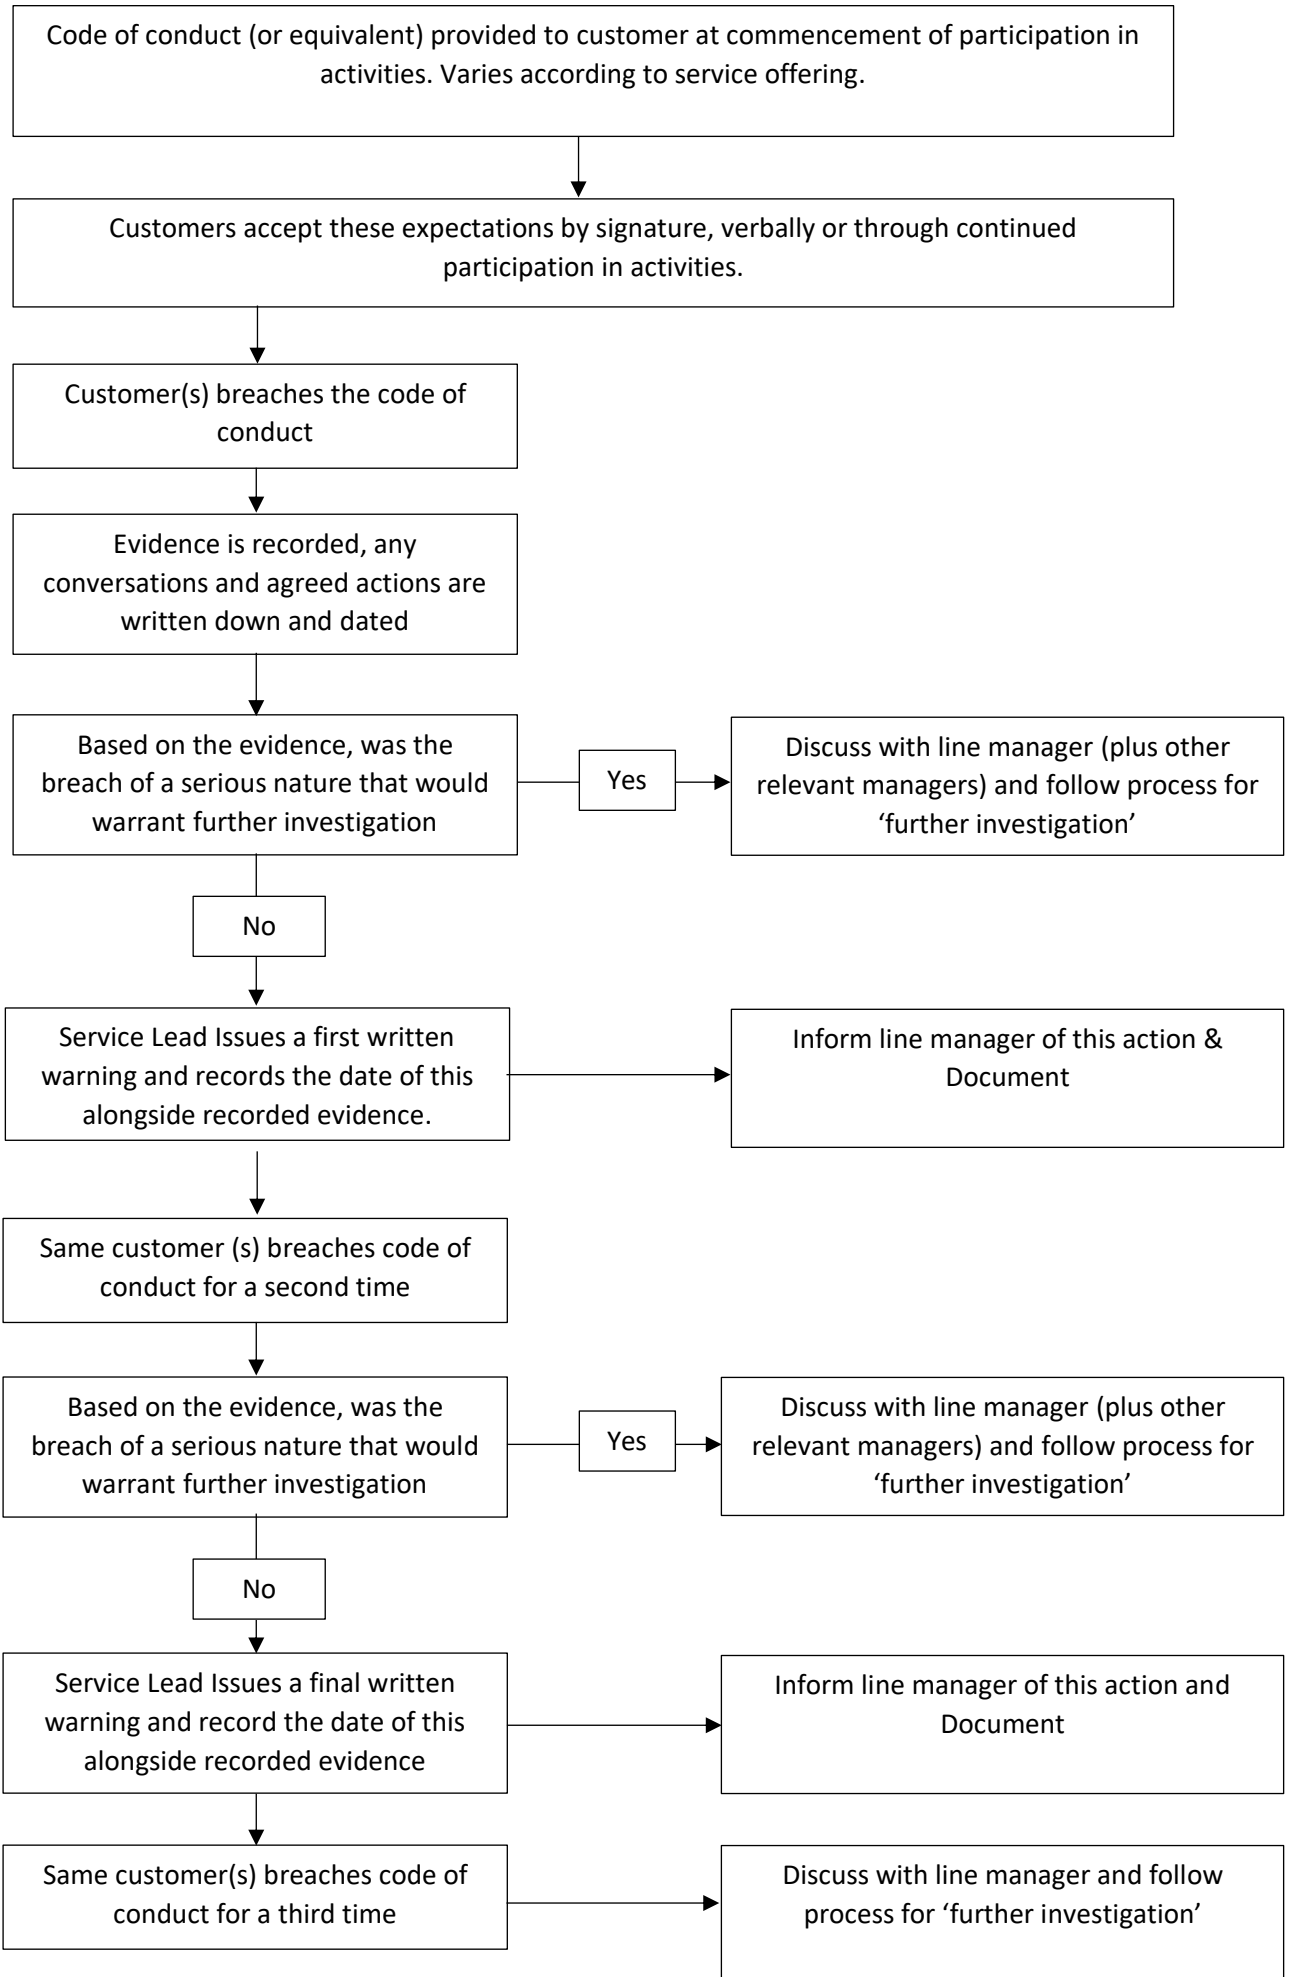 Code of conduct (or equivalent) provided to customer at commencement of participation in
activities. Varies according to service offering.
Customers accept these expectations by signature, verbally or through continued
participation in activities.
Customer(s) breaches the code of
conduct
Evidence is recorded, any
conversations and agreed actions are
written down and dated
Based on the evidence, was the
breach of a serious nature that would
warrant further investigation
Yes
Discuss with line manager (plus other
relevant managers) and follow process for
‘further investigation’
No
Service Lead Issues a first written
warning and records the date of this
alongside recorded evidence.
Inform line manager of this action &
Document
Same customer (s) breaches code of
conduct for a second time
Based on the evidence, was the
breach of a serious nature that would
warrant further investigation
Yes
Discuss with line manager (plus other
relevant managers) and follow process for
‘further investigation’
No
Service Lead Issues a final written
warning and record the date of this
alongside recorded evidence
Inform line manager of this action and
Document
Same customer(s) breaches code of
conduct for a third time
Discuss with line manager and follow
process for ‘further investigation’